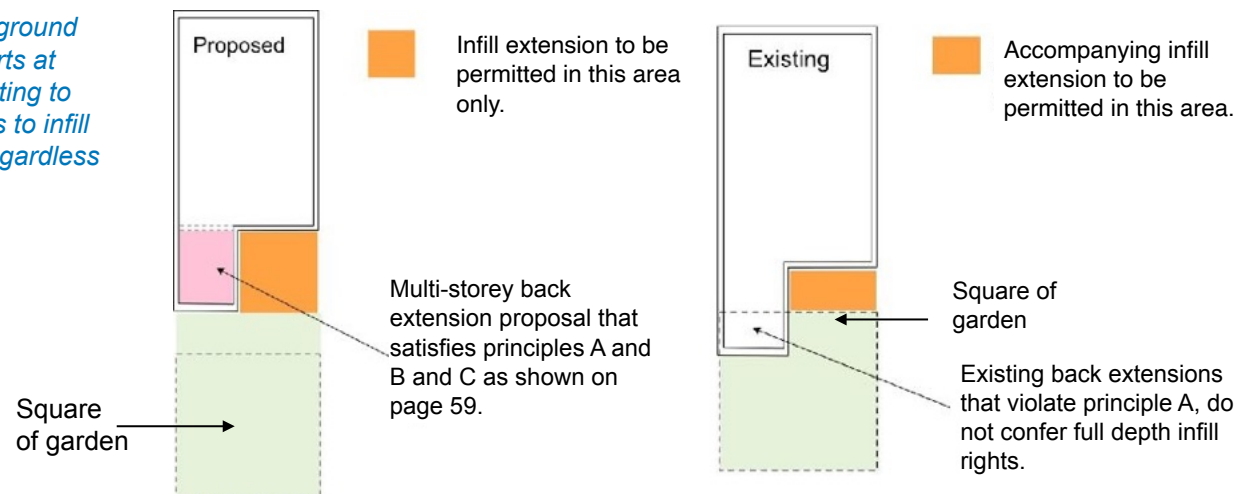 ground
rts at
ting to
s to infill
gardless
Proposed
Infill extension to be
permitted in this area
only.
Multi-storey back
extension proposal that
satisfies principles A and
B and C as shown on
page 59.
Square
of garden
Existing
Accompanying infill
extension to be
permitted in this area.
Square of
garden
Existing back extensions
that violate principle A, do
not confer full depth infill
rights.